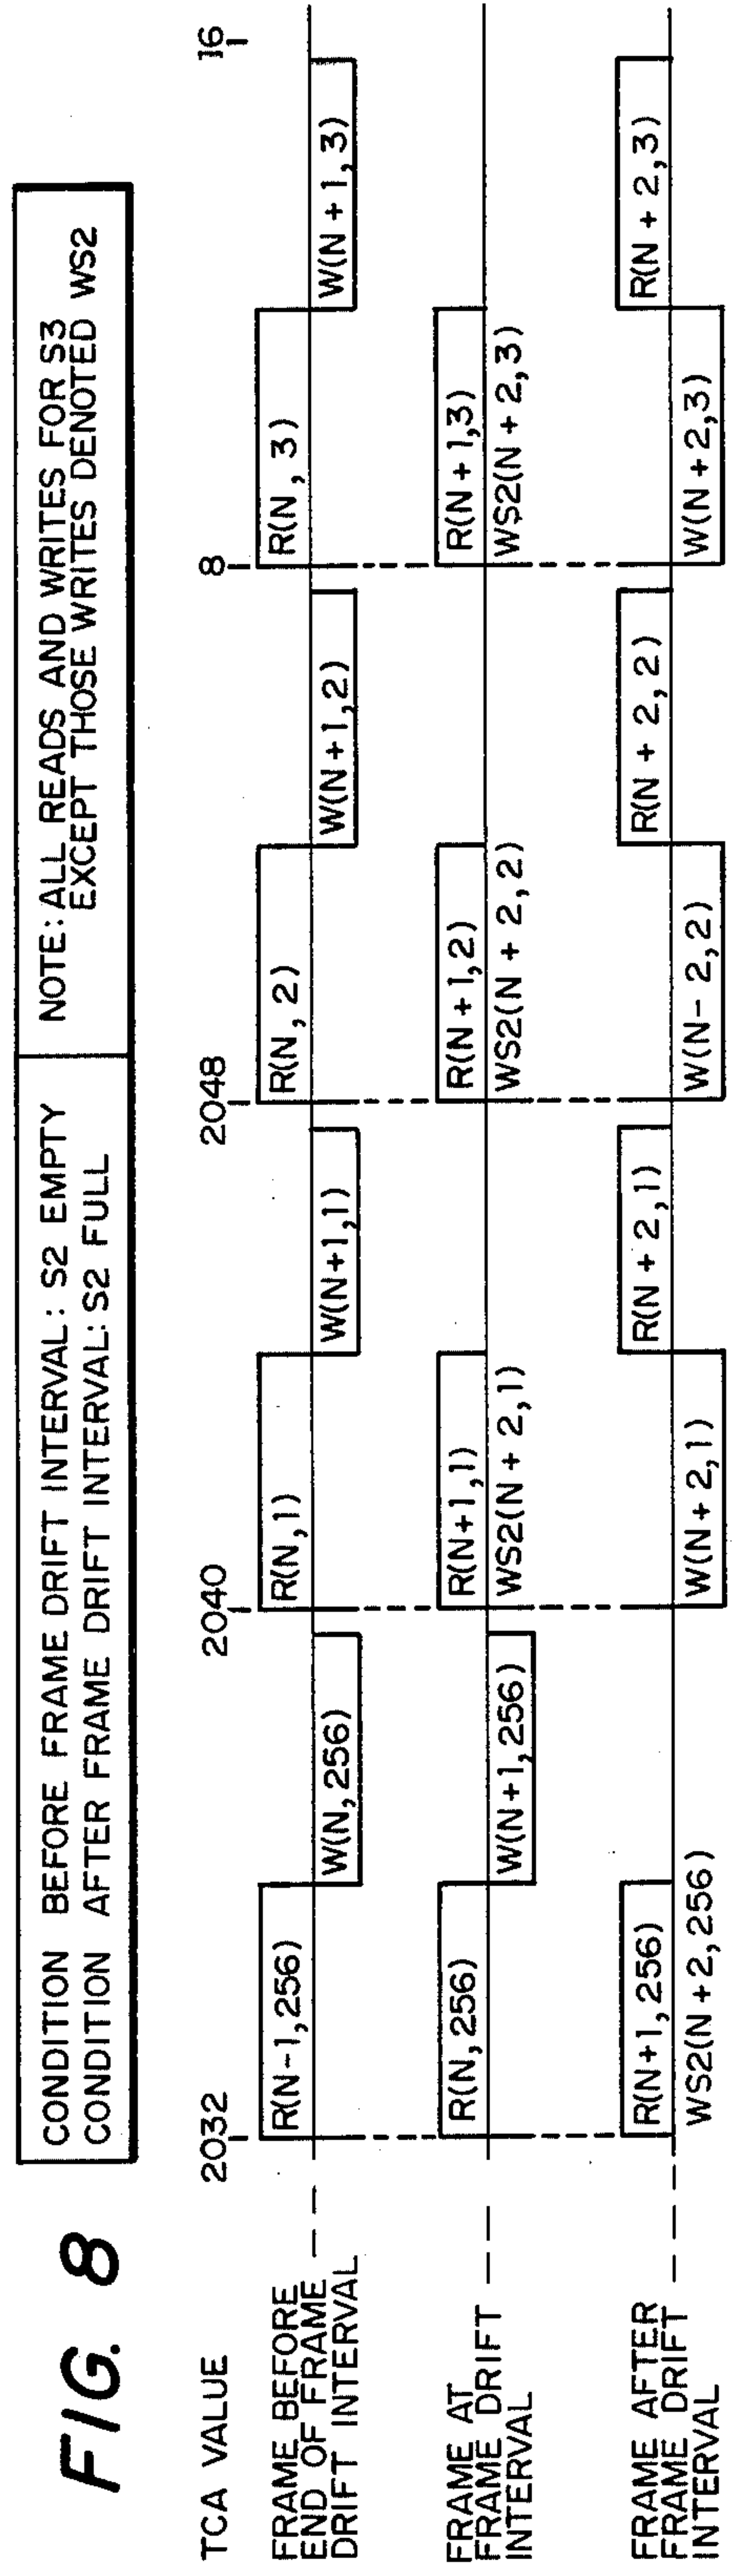 FIG. 8
CONDITION BEFORE FRAME DRIFT INTERVAL: S2 EMPTY
CONDITION AFTER FRAME DRIFT INTERVAL: S2 FULL
NOTE: ALL READS AND WRITES FOR S3
EXCEPT THOSE WRITES DENOTED WS2
TCA VALUE 2032 2040 2048 8 16
FRAME BEFORE
END OF FRAME
DRIFT INTERVAL
R(N-1,256) W(N,256) R(N,1) W(N+1,1) R(N,2) W(N+1,2) R(N,3) W(N+1,3)
FRAME AT
FRAME DRIFT
INTERVAL
R(N,256) W(N+1,256) R(N+1,1) R(N+1,2) R(N+1,3)
WS2(N+2,1) WS2(N+2,2) WS2(N+2,3)
FRAME AFTER
FRAME DRIFT
INTERVAL
R(N+1,256) R(N+2,1) R(N+2,2) R(N+2,3)
WS2(N+2,256) W(N+2,1) W(N-2,2) W(N+2,3)